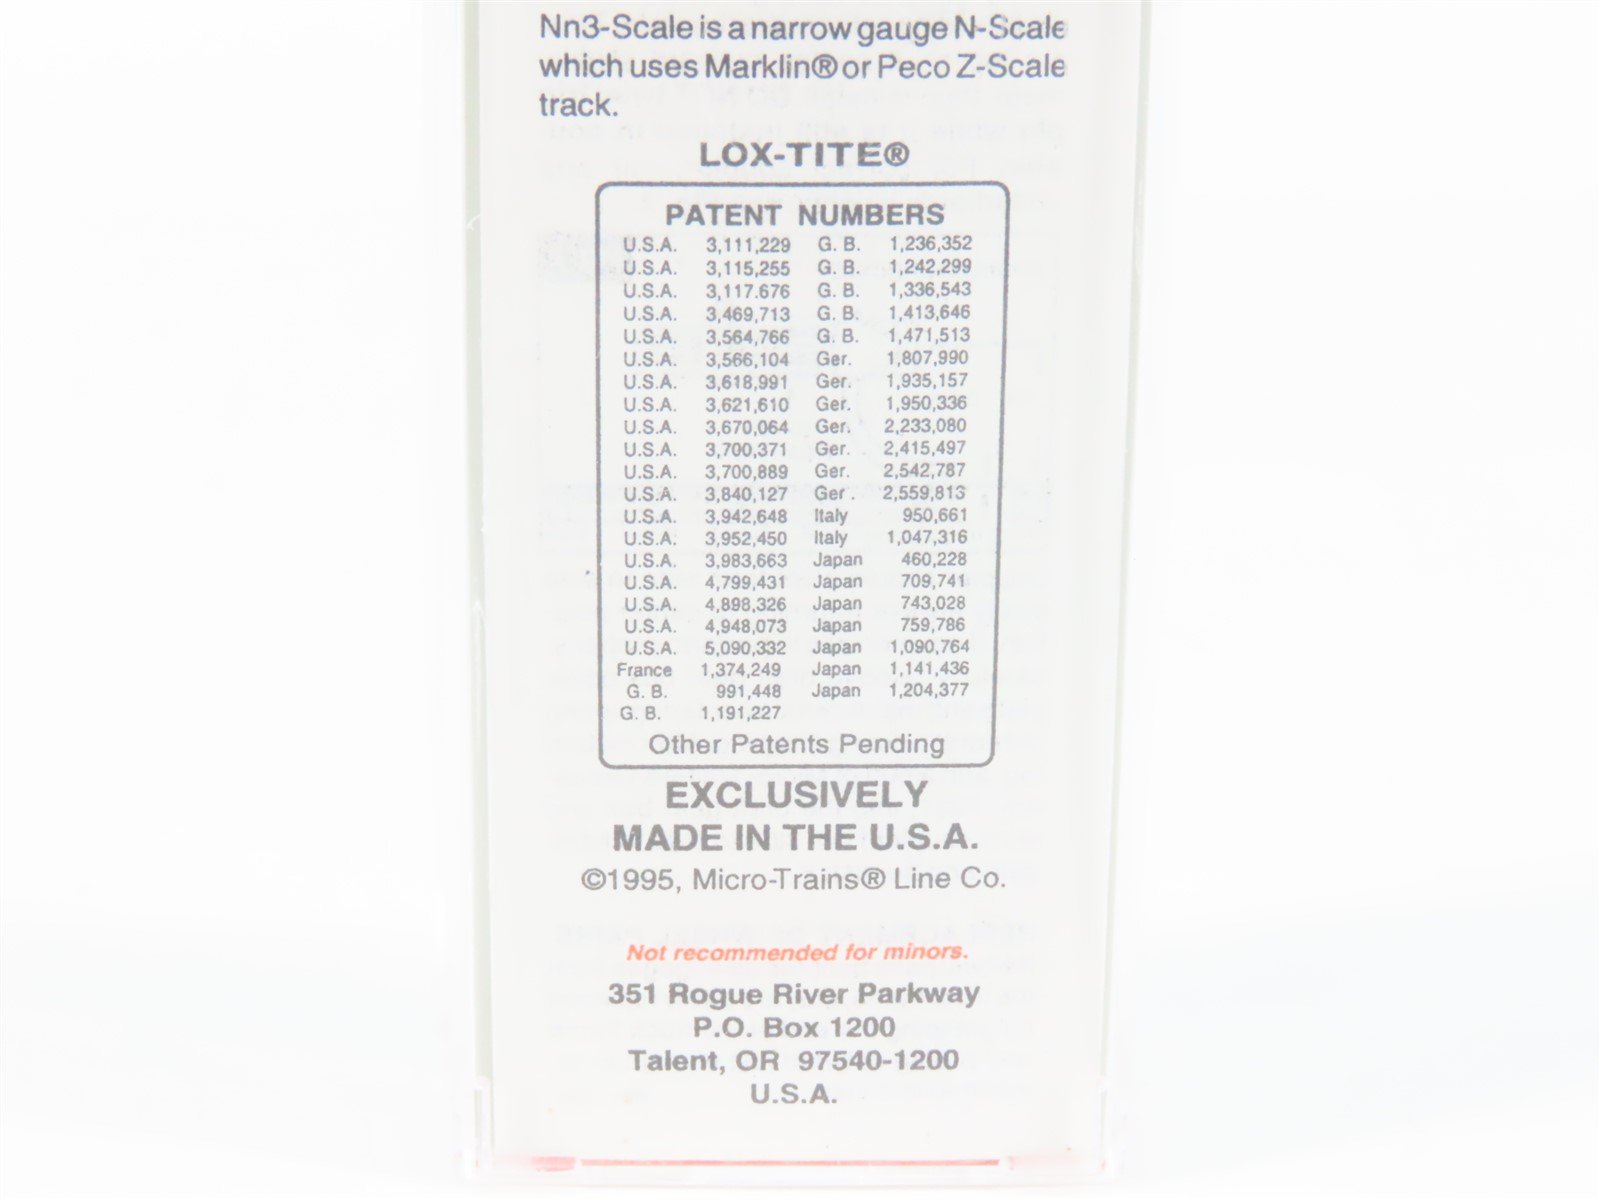 Nn3-Scale is a narrow gauge N-Scale
which uses Marklin® or Peco Z-Scale
track.
LOX-TITE®
PATENT NUMBERS
U.S.A. 3,111,229 G. B. 1,236,352
U.S.A. 3,115,255 G. B. 1,242,299
U.S.A. 3,117.676 G. B. 1,336,543
U.S.A. 3,469,713 G. B. 1,413,646
U.S.A. 3,564,766 G. B. 1,471,513
U.S.A. 3,566,104 Ger. 1,807,990
U.S.A. 3,618,991 Ger. 1,935,157
U.S.A. 3,621,610 Ger. 1,950,336
U.S.A. 3,670,064 Ger. 2,233,080
U.S.A. 3,700,371 Ger. 2,415,497
U.S.A. 3,700,889 Ger. 2,542,787
U.S.A. 3,840,127 Ger . 2,559,813
U.S.A. 3,942,648 Italy 950,661
U.S.A. 3,952,450 Italy 1,047,316
U.S.A. 3,983,663 Japan 460,228
U.S.A. 4,799,431 Japan 709,741
U.S.A. 4,898,326 Japan 743,028
U.S.A. 4,948,073 Japan 759,786
U.S.A. 5,090,332 Japan 1,090,764
France 1,374,249 Japan 1,141,436
G. B. 991,448 Japan 1,204,377
G. B. 1,191,227
Other Patents Pending
EXCLUSIVELY
MADE IN THE U.S.A.
©1995, Micro-Trains® Line Co.
Not recommended for minors.
351 Rogue River Parkway
P.O. Box 1200
Talent, OR 97540-1200
U.S.A.